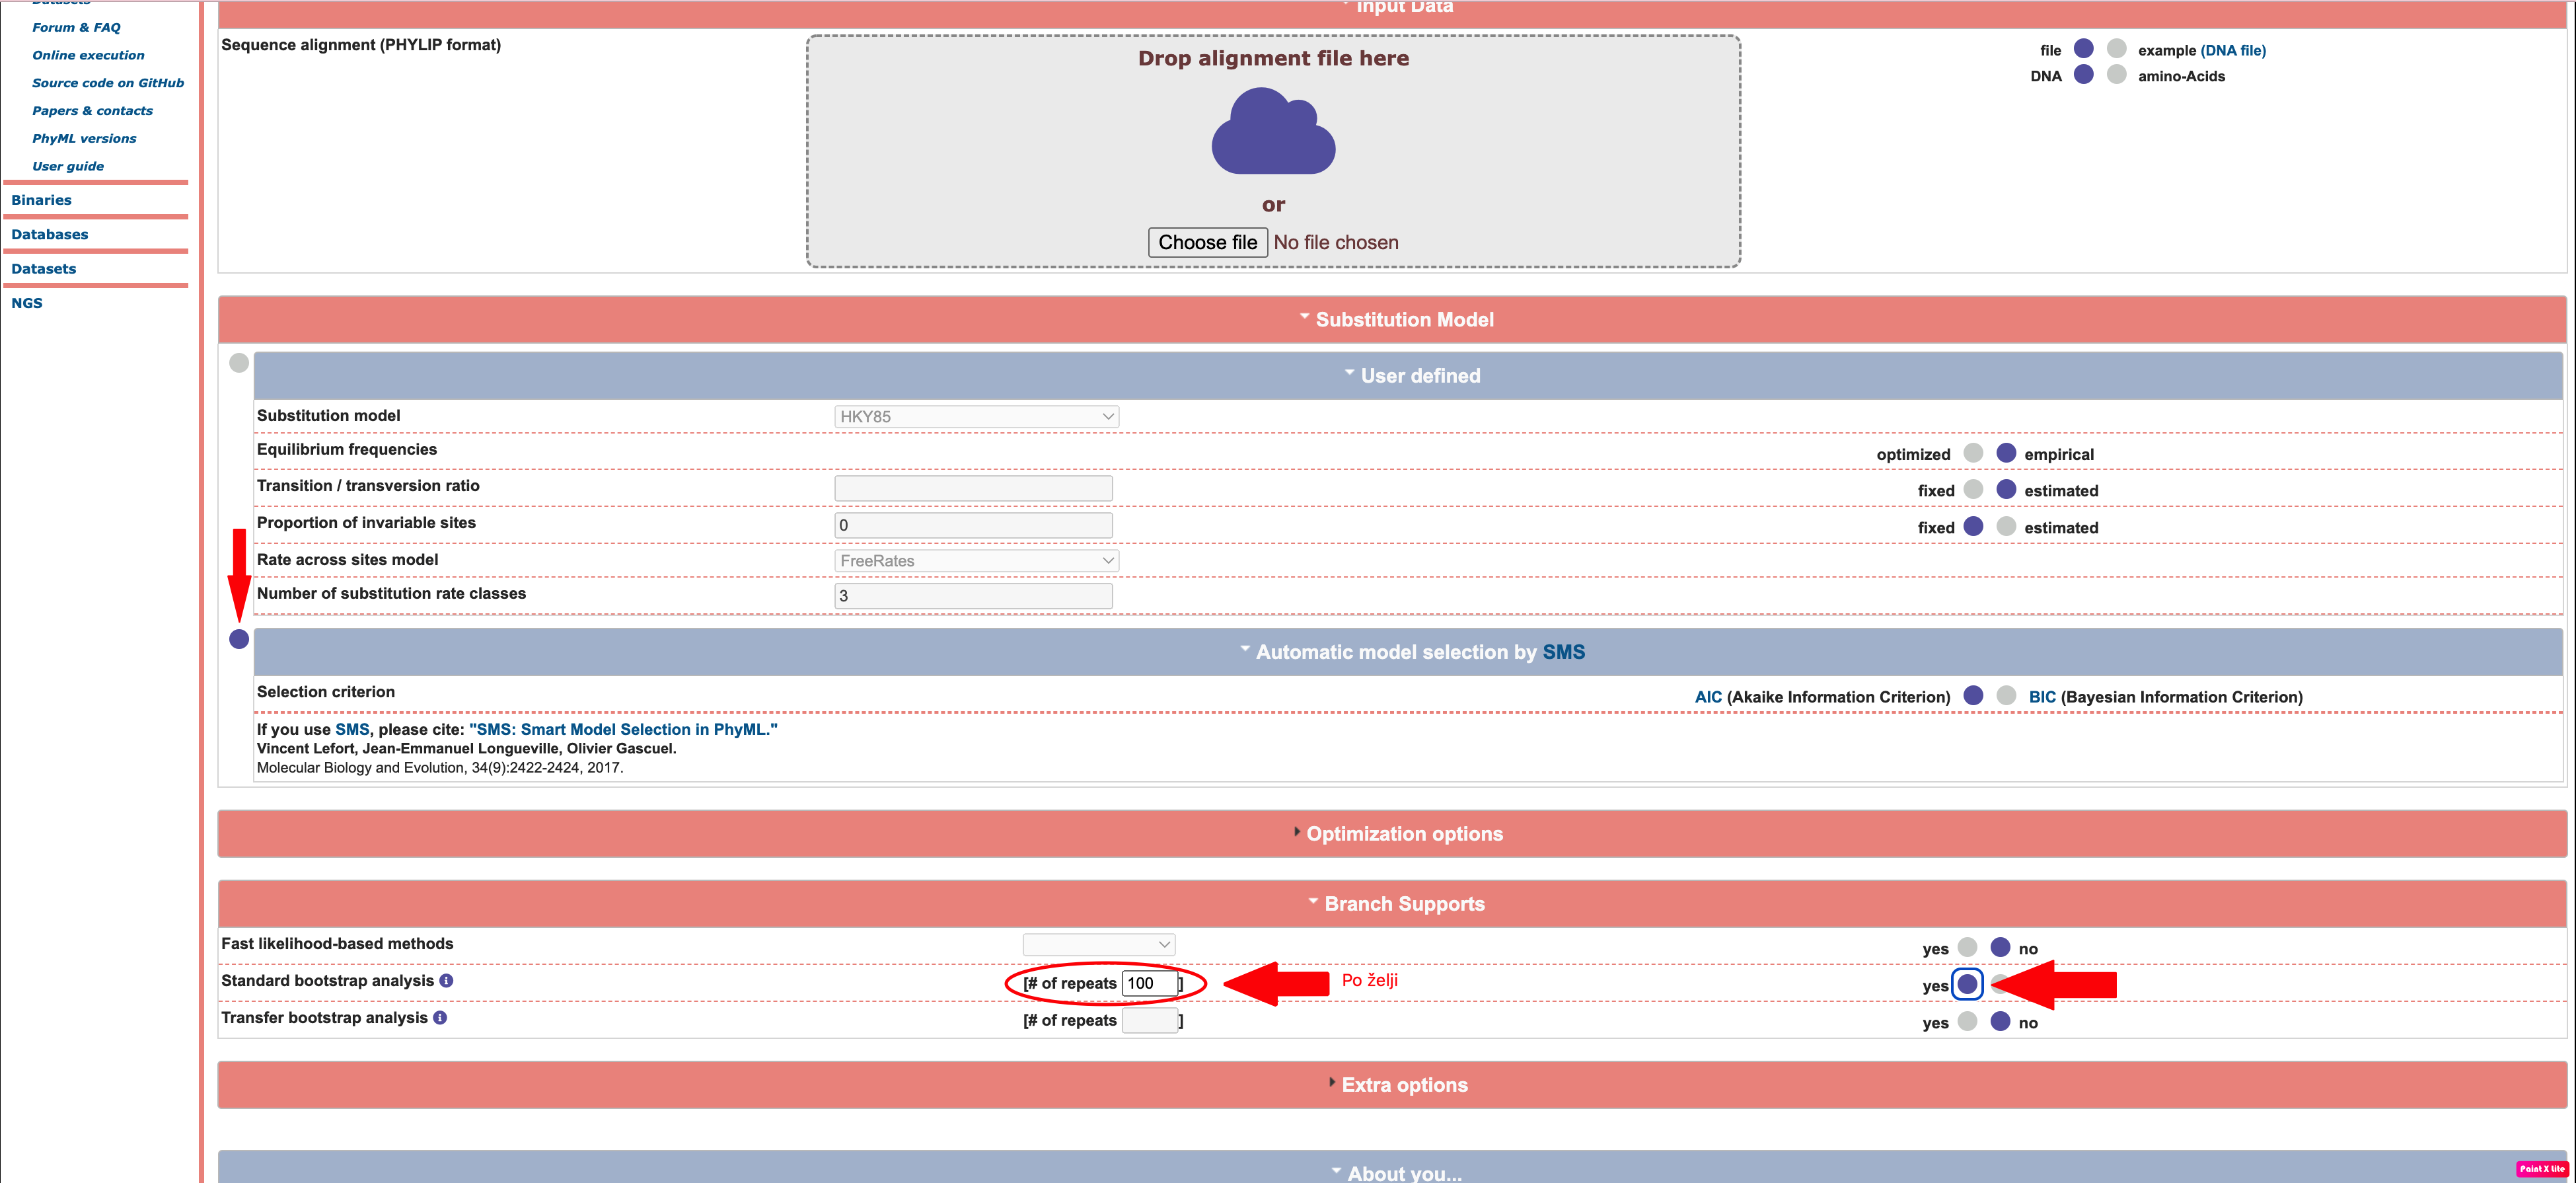 Datasets
Forum & FAQ
Online execution
Source code on GitHub
Papers & contacts
PhyML versions
User guide
Binaries
Databases
Datasets
NGS
Input Data
Sequence alignment (PHYLIP format)
Drop alignment file here
or
Choose file No file chosen
file example (DNA file)
DNA amino-Acids
Substitution Model
User defined
Substitution model HKY85
Equilibrium frequencies optimized empirical
Transition / transversion ratio fixed estimated
Proportion of invariable sites 0 fixed estimated
Rate across sites model FreeRates
Number of substitution rate classes 3
Automatic model selection by SMS
Selection criterion AIC (Akaike Information Criterion) BIC (Bayesian Information Criterion)
If you use SMS, please cite: "SMS: Smart Model Selection in PhyML."
Vincent Lefort, Jean-Emmanuel Longueville, Olivier Gascuel.
Molecular Biology and Evolution, 34(9):2422-2424, 2017.
Optimization options
Branch Supports
Fast likelihood-based methods yes no
Standard bootstrap analysis [# of repeats 100 ] Po želji yes
Transfer bootstrap analysis [# of repeats ] yes no
Extra options
About you...
Paint X Lite